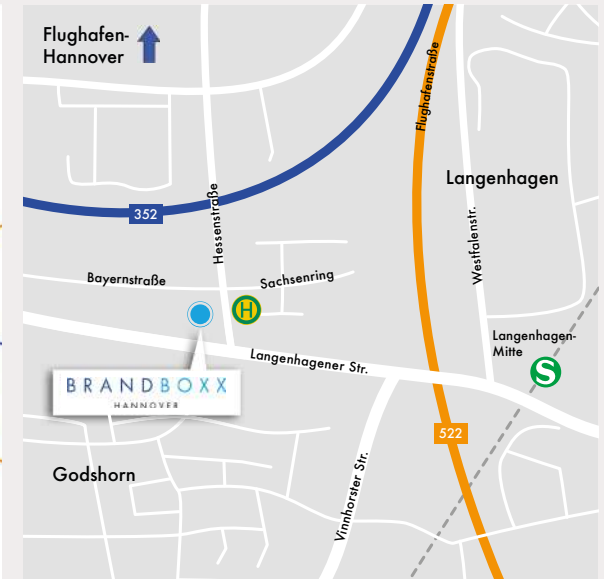 Flughafen-
Hannover
Flughafenstraße
Langenhagen
352
Hessenstraße
Westfalenstr.
Bayernstraße
Sachsenring
H
Langenhagener Str.
Langenhagen-
Mitte
S
BRANDBOXX
HANNOVER
522
Godshorn
Vinnhorster Str.